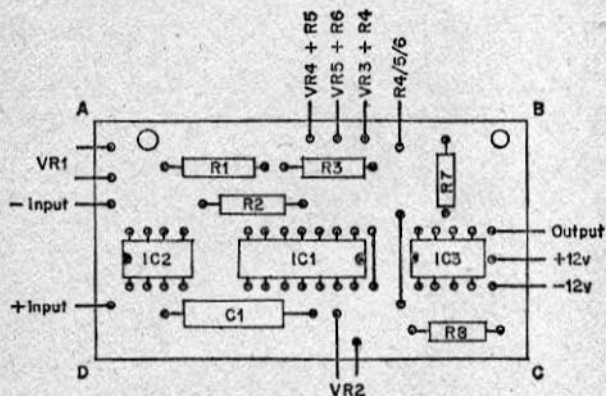 VR4 + R5
VR5 + R6
VR3 + R4
R4/5/6
A
B
VR1
R1
R3
R7
− Input
R2
Output
IC2
IC1
IC3
+12v
−12v
+Input
C1
R8
D
VR2
C